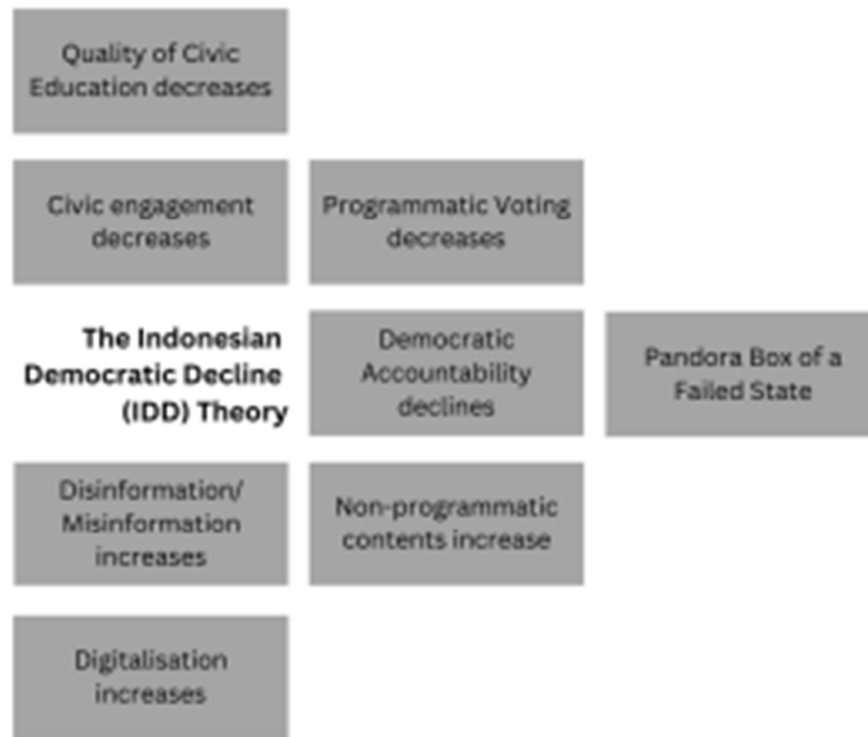 Quality of Civic
Education decreases
Civic engagement
decreases
Programmatic Voting
decreases
The Indonesian
Democratic Decline
(IDD) Theory
Democratic
Accountability
declines
Pandora Box of a
Failed State
Disinformation/
Misinformation
increases
Non-programmatic
contents increase
Digitalisation
increases